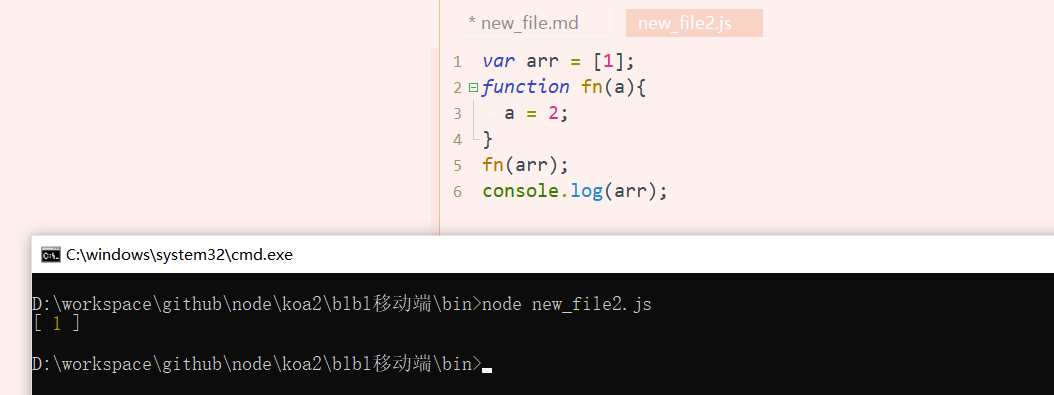 * new_file.md
new_file2.js
1 var arr = [1];
2 function fn(a){
3 a = 2;
4 }
5 fn(arr);
6 console.log(arr);
C:\windows\system32\cmd.exe
D:\workspace\github\node\koa2\blbl移动端\bin>node new_file2.js
[ 1 ]
D:\workspace\github\node\koa2\blbl移动端\bin>